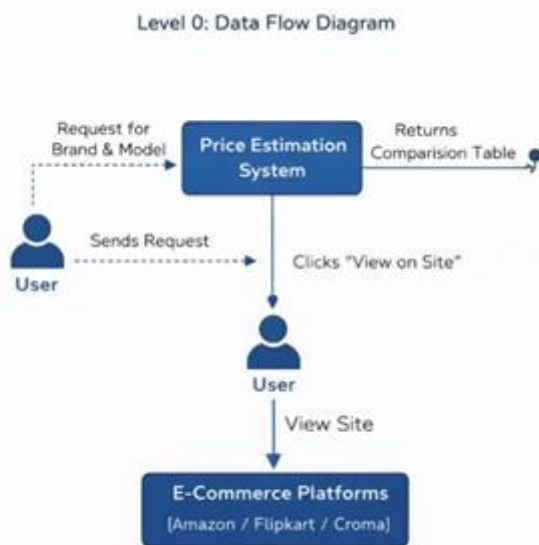 Level 0: Data Flow Diagram
Request for
Brand & Model
Price Estimation
System
Returns
Comparision Table
Sends Request
User
Clicks "View on Site"
User
View Site
E-Commerce Platforms
[Amazon / Flipkart / Croma]